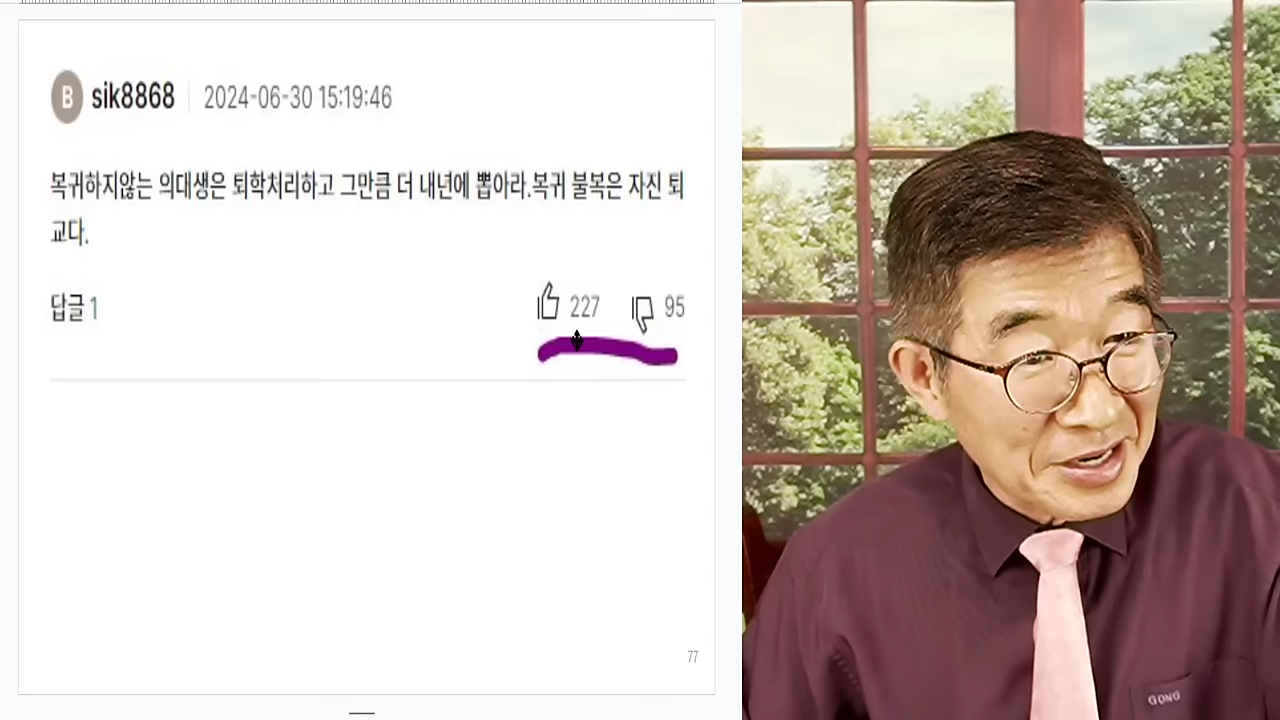 B sik8868 2024-06-30 15:19:46
복귀하지않는 의대생은 퇴학처리하고 그만큼 더 내년에 뽑아라.복귀 불복은 자진 퇴
교다.
답글 1 227 95
77
GONG